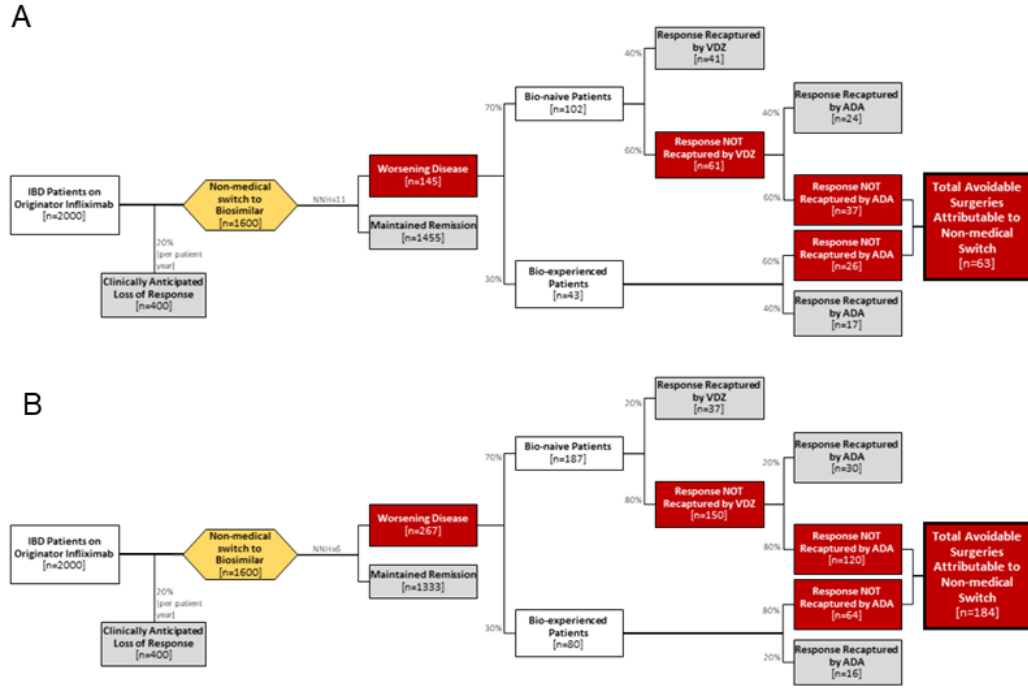 A
Response Recaptured
by VDZ
[n=41]
40%
Bio-naive Patients
[n=102]
70%
60%
Response NOT
Recaptured by VDZ
[n=61]
40%
Response Recaptured
by ADA
[n=24]
60%
Response NOT
Recaptured by ADA
[n=37]
IBD Patients on
Originator Infliximab
[n=2000]
20%
[per patient
year]
Clinically Anticipated
Loss of Response
[n=400]
Non-medical
switch to
Biosimilar
[n=1600]
NNH=11
Worsening Disease
[n=145]
Maintained Remission
[n=1455]
30%
Bio-experienced
Patients
[n=43]
60%
Response NOT
Recaptured by ADA
[n=26]
40%
Response Recaptured
by ADA
[n=17]
Total Avoidable
Surgeries
Attributable to
Non-medical
Switch
[n=63]
B
Response Recaptured
by VDZ
[n=37]
20%
Bio-naive Patients
[n=187]
70%
80%
Response NOT
Recaptured by VDZ
[n=150]
20%
Response Recaptured
by ADA
[n=30]
80%
Response NOT
Recaptured by ADA
[n=120]
IBD Patients on
Originator Infliximab
[n=2000]
20%
[per patient
year]
Clinically Anticipated
Loss of Response
[n=400]
Non-medical
switch to
Biosimilar
[n=1600]
NNH=6
Worsening Disease
[n=267]
Maintained Remission
[n=1333]
30%
Bio-experienced
Patients
[n=80]
80%
Response NOT
Recaptured by ADA
[n=64]
20%
Response Recaptured
by ADA
[n=16]
Total Avoidable
Surgeries
Attributable to
Non-medical
Switch
[n=184]